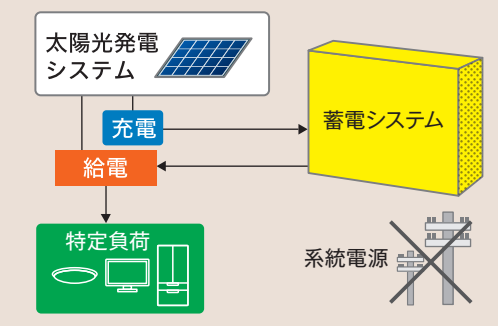 太陽光発電
システム
充電
蓄電システム
給電
特定負荷
系統電源